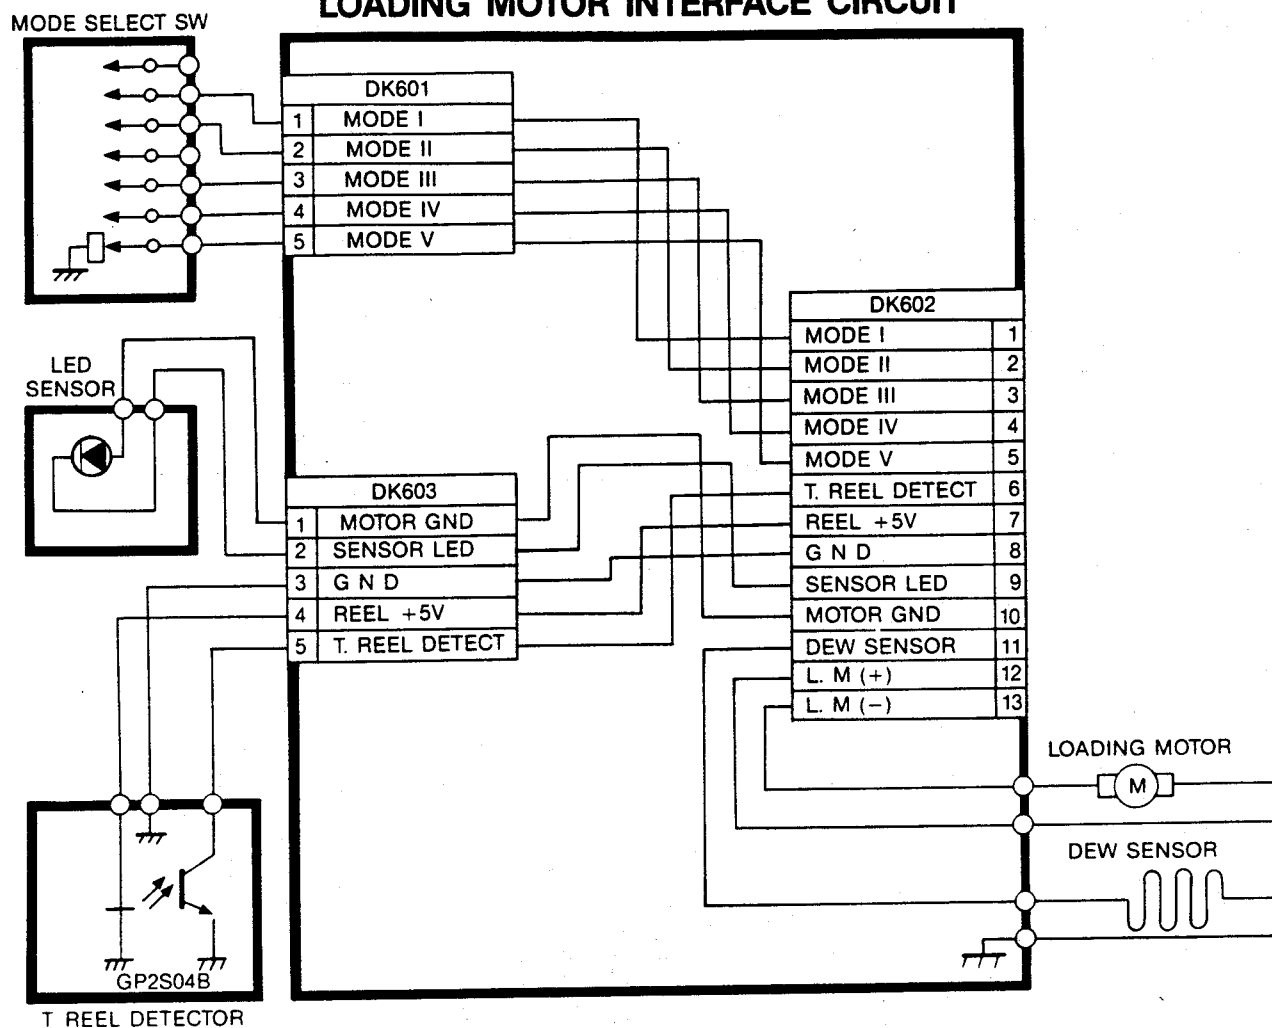 LOADING MOTOR INTERFACE CIRCUIT
MODE SELECT SW
DK601
1 MODE I
2 MODE II
3 MODE III
4 MODE IV
5 MODE V
DK602
MODE I 1
MODE II 2
MODE III 3
MODE IV 4
MODE V 5
T. REEL DETECT 6
REEL +5V 7
G N D 8
SENSOR LED 9
MOTOR GND 10
DEW SENSOR 11
L. M (+) 12
L. M (-) 13
LED
SENSOR
DK603
1 MOTOR GND
2 SENSOR LED
3 G N D
4 REEL +5V
5 T. REEL DETECT
LOADING MOTOR
M
DEW SENSOR
GP2S04B
T REEL DETECTOR